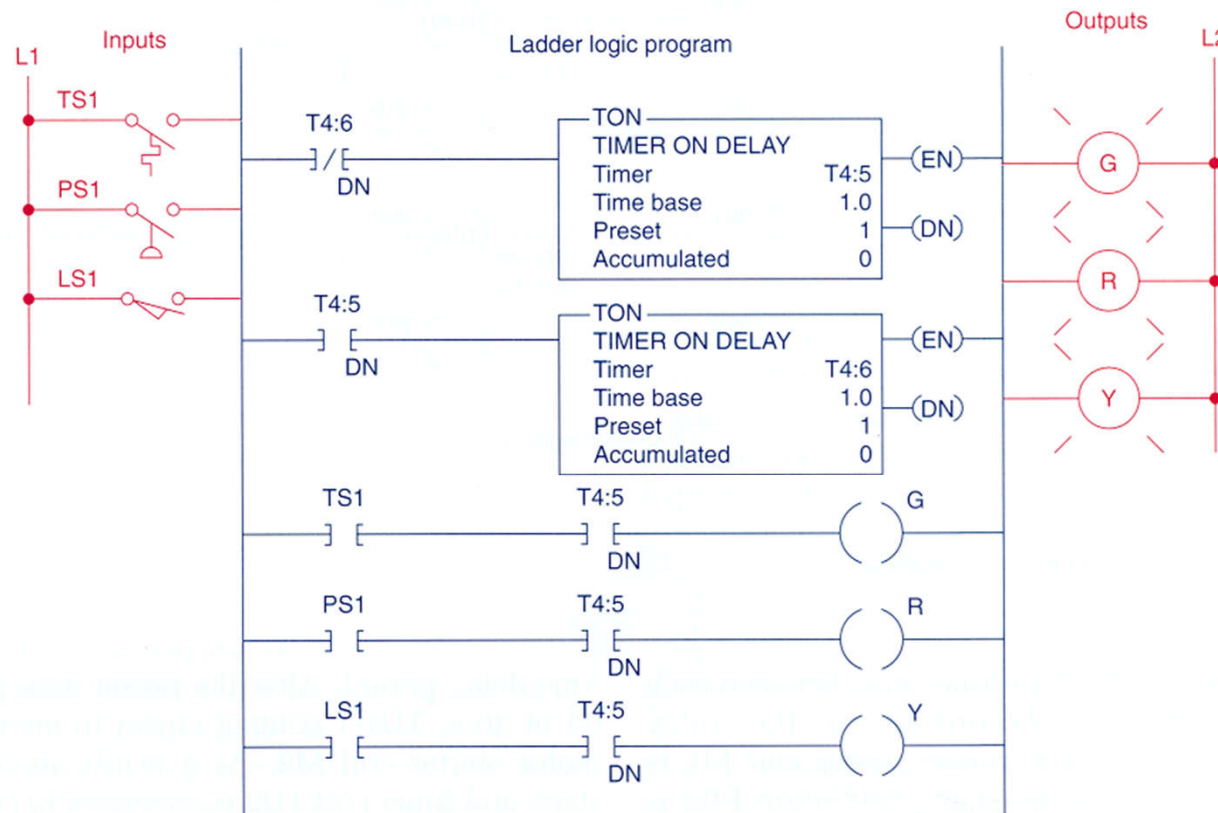 Inputs
Ladder logic program
Outputs
L1
L2
TS1
PS1
LS1
T4:6
DN
TON
TIMER ON DELAY
Timer T4:5
Time base 1.0
Preset 1
Accumulated 0
(EN)
(DN)
T4:5
DN
TON
TIMER ON DELAY
Timer T4:6
Time base 1.0
Preset 1
Accumulated 0
(EN)
(DN)
G
R
Y
TS1
T4:5
DN
G
PS1
T4:5
DN
R
LS1
T4:5
DN
Y